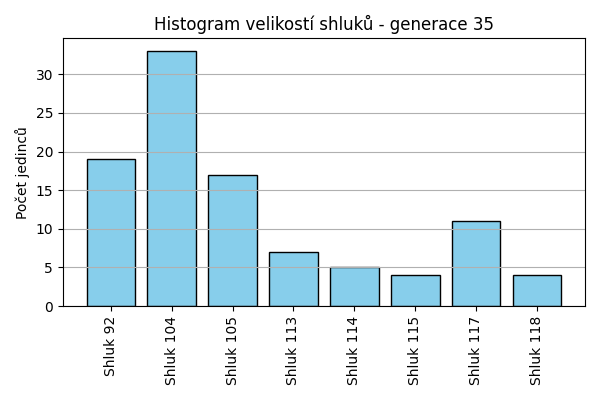 Histogram velikostí shluků - generace 35
Počet jedinců
30
25
20
15
10
5
0
Shluk 92
Shluk 104
Shluk 105
Shluk 113
Shluk 114
Shluk 115
Shluk 117
Shluk 118